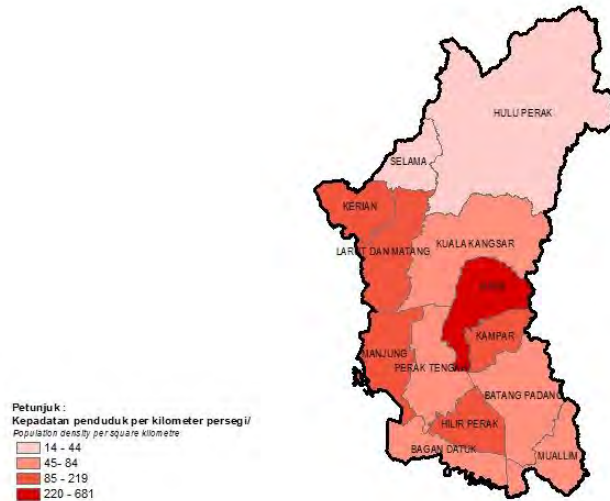 HULU PERAK
SELAMA
KERIAN
KUALA KANGSAR
LARUT DAN MATANG
KAMPAR
MANJUNG
PERAK TENGAH
BATANG PADANG
HILIR PERAK
BAGAN DATUK
MUALLIM
Petunjuk :
Kepadatan penduduk per kilometer persegi/
Population density per square kilometre
14 - 44
45- 84
85 - 219
220 - 681